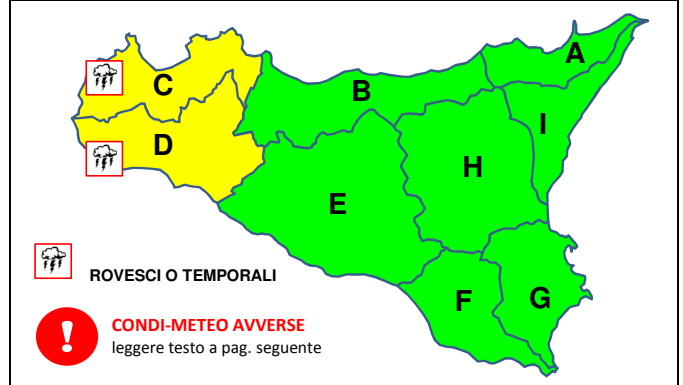 A
B
C
I
D
H
E
ROVESCI O TEMPORALI
F
G
CONDI-METEO AVVERSE
leggere testo a pag. seguente